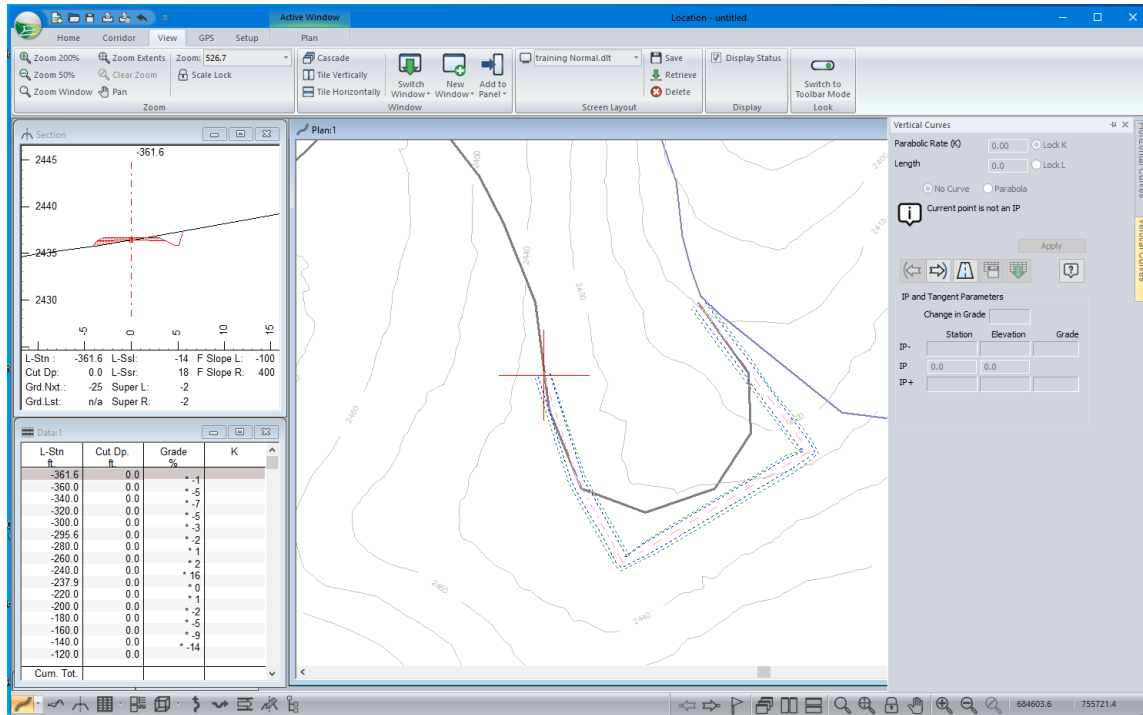 Active Window
Location - untitled
Home Corridor View GPS Setup Plan
Zoom 200% Zoom Extents Zoom: 526.7
Zoom 50% Clear Zoom Scale Lock
Zoom Window Pan
Zoom
Cascade
Tile Vertically
Tile Horizontally
Switch Window
New Window
Add to Panel
Window
training Normal.dlt
Save
Retrieve
Delete
Screen Layout
Display Status
Display
Switch to Toolbar Mode
Look
Section
-361.6
2445
2440
2435
2430
-5 0 5 10 15
L-Stn : -361.6 L-Ssl: -14 F Slope L: -100
Cut Dp: 0.0 L-Ssr: 18 F Slope R: 400
Grd.Nxt.: -25 Super L: -2
Grd.Lst: n/a Super R: -2
Data:1
L-Stn Cut Dp. Grade K
ft. ft. %
-361.6 0.0
* -1
-360.0 0.0
* -5
-340.0 0.0
* -7
-320.0 0.0
* -5
-300.0 0.0
* -3
-295.6 0.0
* -2
-280.0 0.0
* 1
-260.0 0.0
* 2
-240.0 0.0
* 16
-237.9 0.0
* 0
-220.0 0.0
* 1
-200.0 0.0
* -2
-180.0 0.0
* -5
-160.0 0.0
* -9
-140.0 0.0
* -14
-120.0 0.0
Cum. Tot.
Plan:1
2450
2440
2430
2400
2410
2460
2460
2440
Vertical Curves
Parabolic Rate (K) 0.00 Lock K
Length 0.0 Lock L
No Curve Parabola
Current point is not an IP
Apply
IP and Tangent Parameters
Change in Grade
Station Elevation Grade
IP-
IP 0.0 0.0
IP+
Horizontal Curves
Vertical Curves
684603.6 755721.4